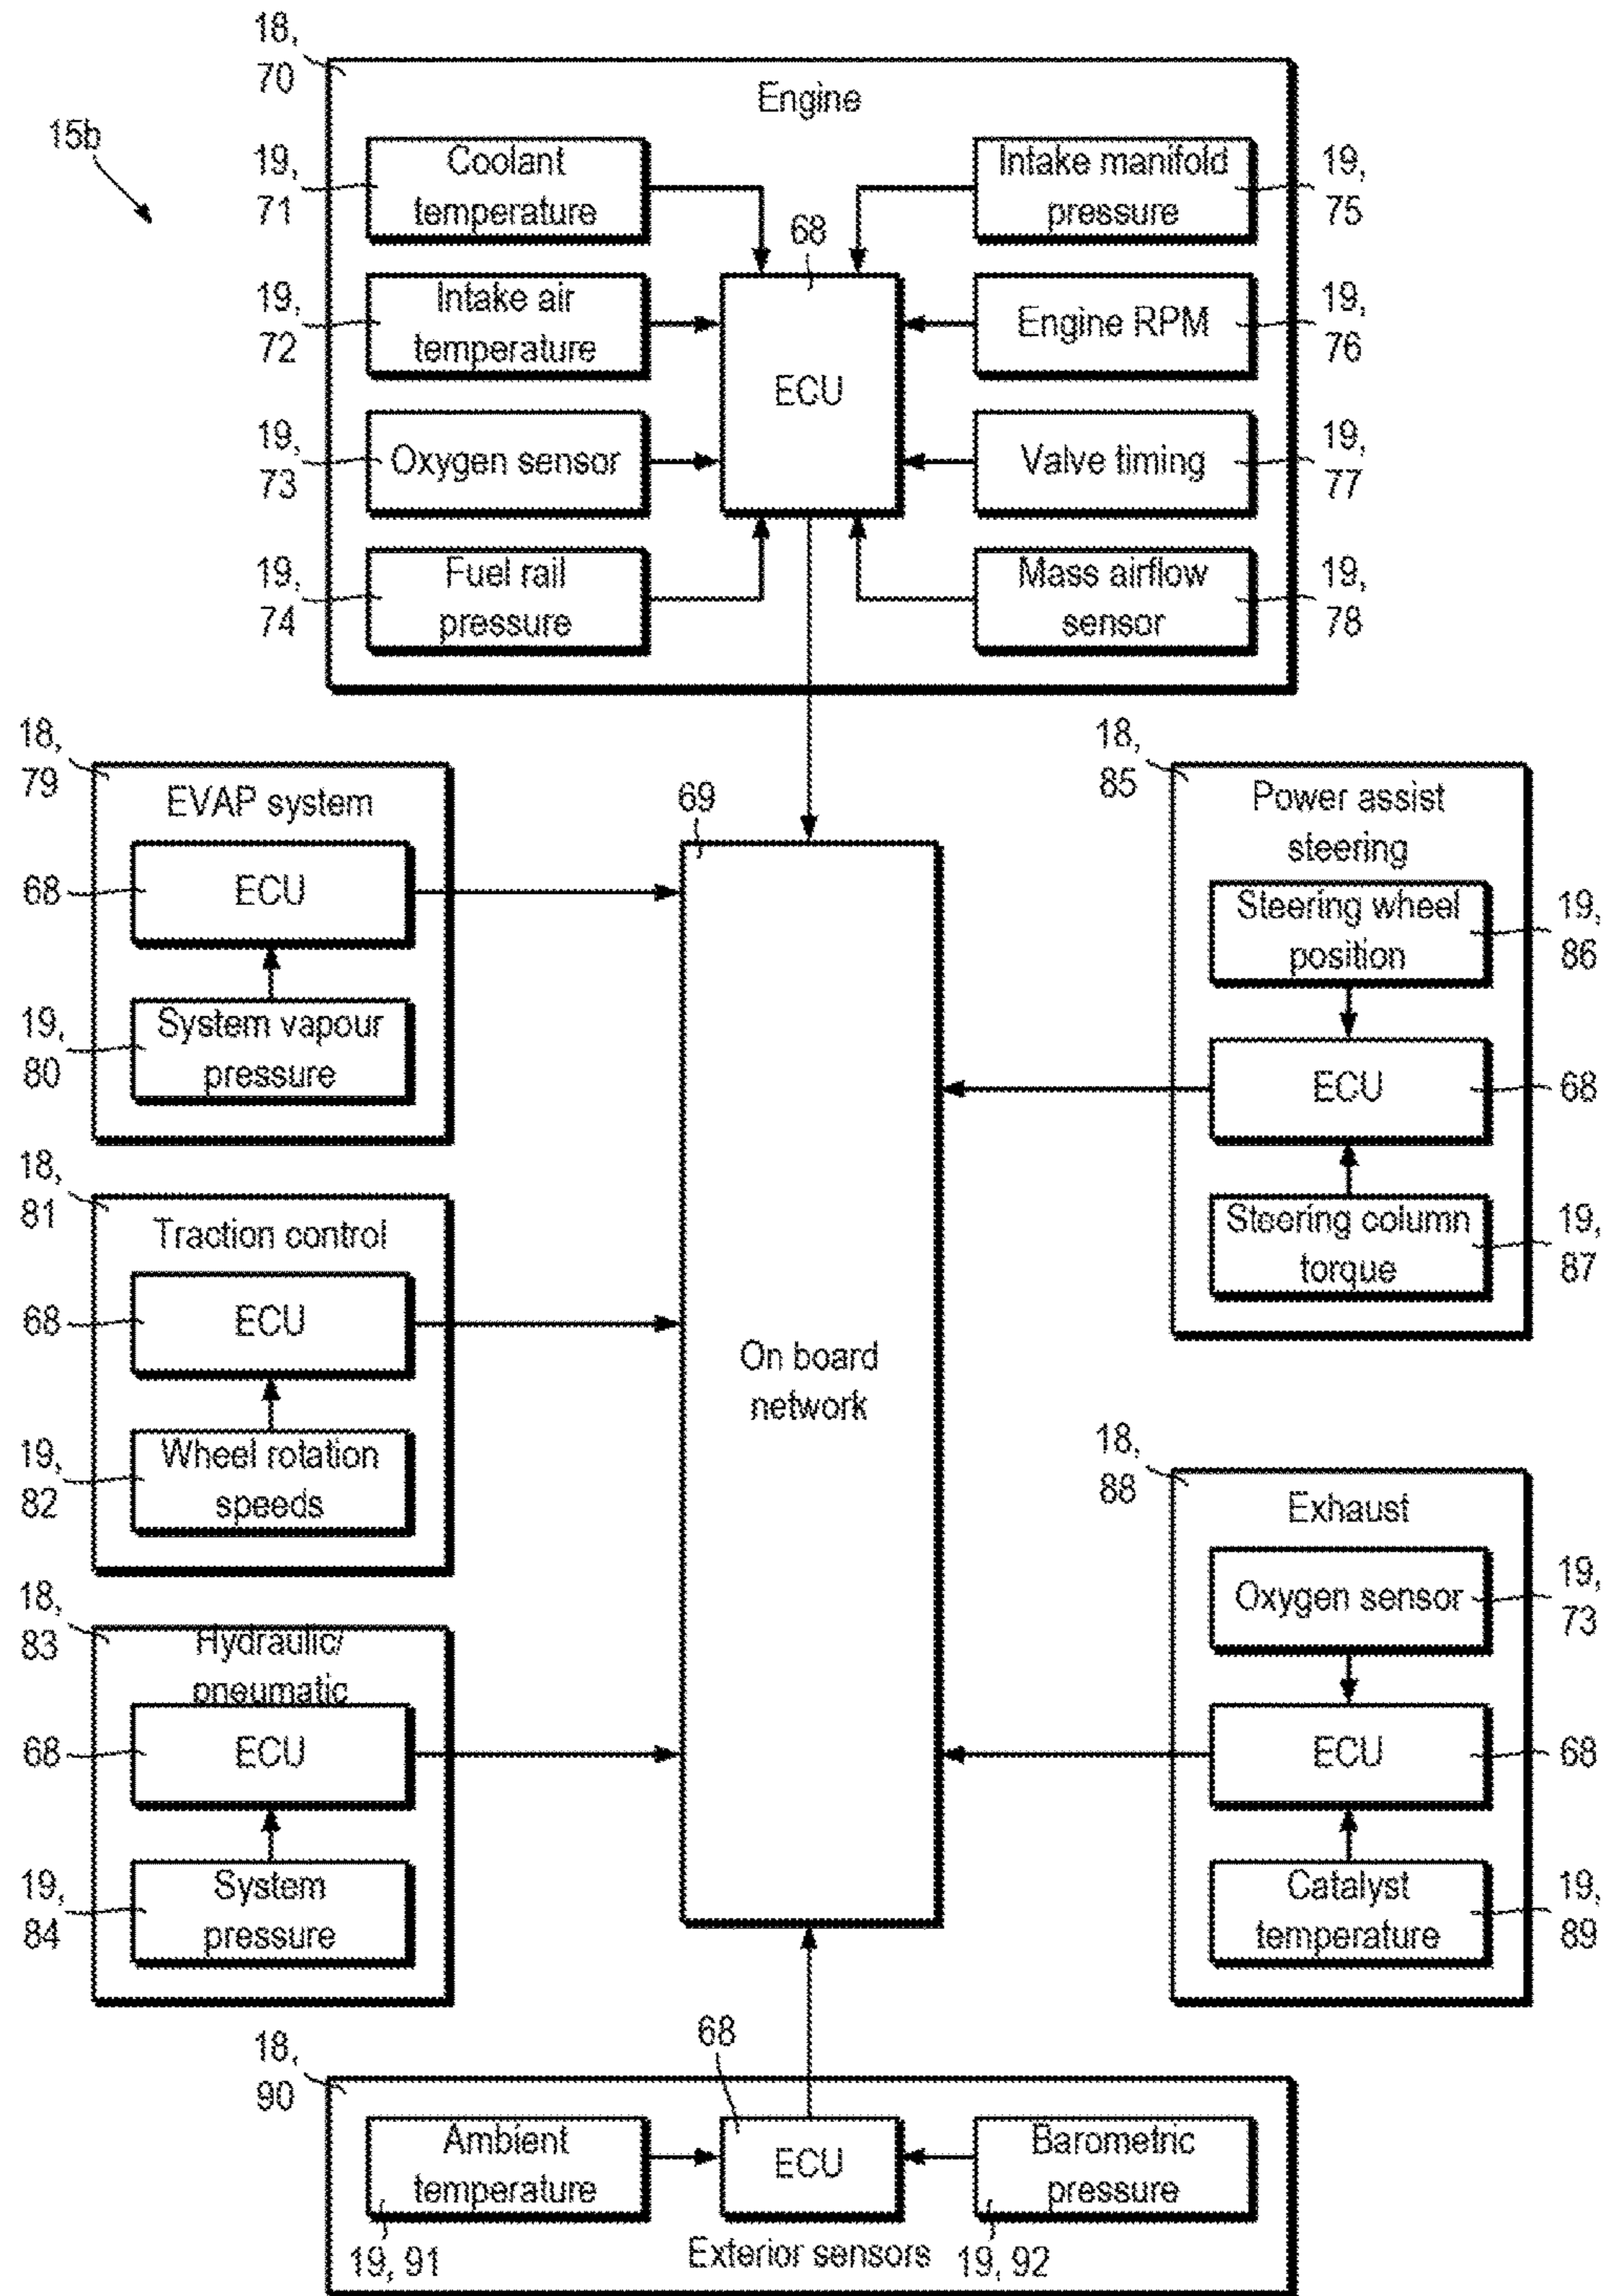 18,
70
Engine
15b
19,
71
Coolant
temperature
Intake manifold
pressure
19,
75
68
19,
72
Intake air
temperature
ECU
Engine RPM
19,
76
19,
73
Oxygen sensor
Valve timing
19,
77
19,
74
Fuel rail
pressure
Mass airflow
sensor
19,
78
18,
79
EVAP system
68
ECU
19,
80
System vapour
pressure
18,
81
Traction control
68
ECU
19,
82
Wheel rotation
speeds
18,
83
Hydraulic/
pneumatic
68
ECU
19,
84
System
pressure
69
On board
network
18,
85
Power assist
steering
Steering wheel
position
19,
86
ECU
68
Steering column
torque
19,
87
18,
88
Exhaust
Oxygen sensor
19,
73
ECU
68
Catalyst
temperature
19,
89
18,
90
68
Ambient
temperature
ECU
Barometric
pressure
19, 91
Exterior sensors
19, 92